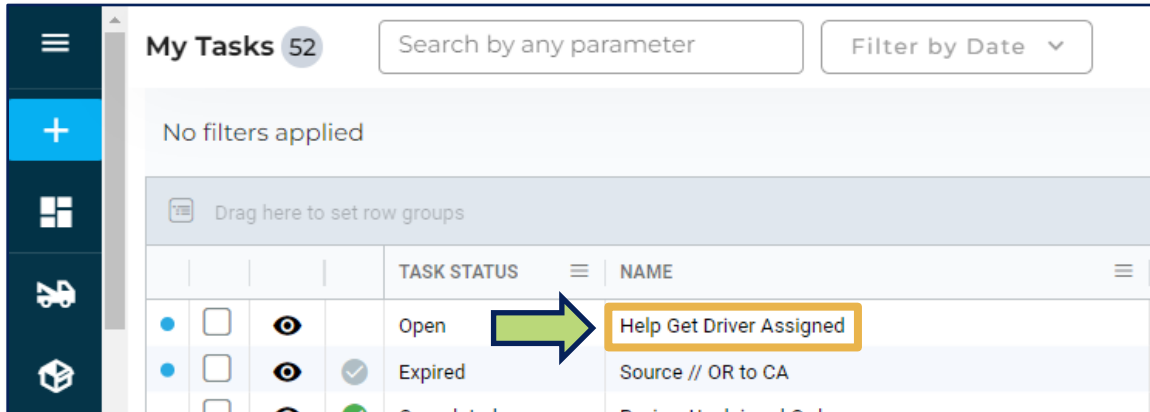 My Tasks 52
Search by any parameter
Filter by Date
No filters applied
Drag here to set row groups
TASK STATUS NAME
Open Help Get Driver Assigned
Expired Source // OR to CA